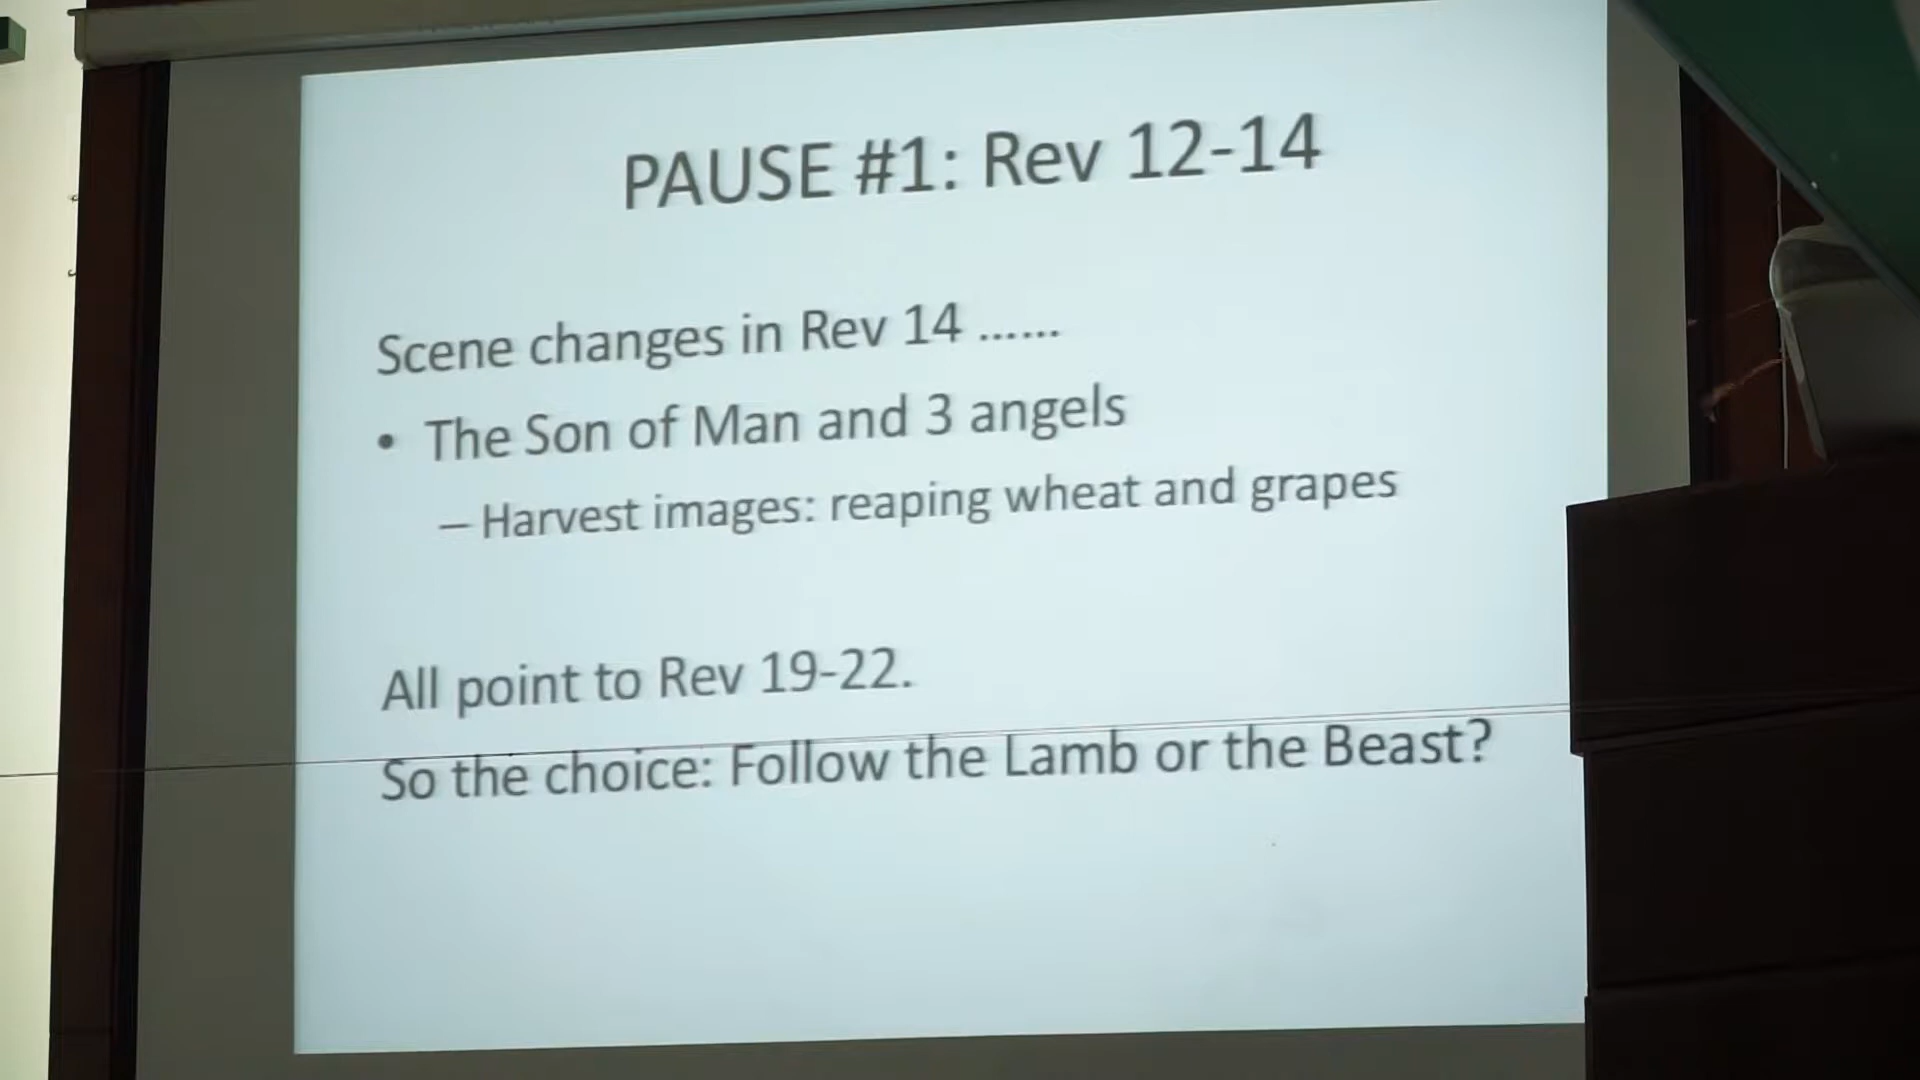 PAUSE #1: Rev 12-14
Scene changes in Rev 14 ......
• The Son of Man and 3 angels
– Harvest images: reaping wheat and grapes
All point to Rev 19-22.
So the choice: Follow the Lamb or the Beast?